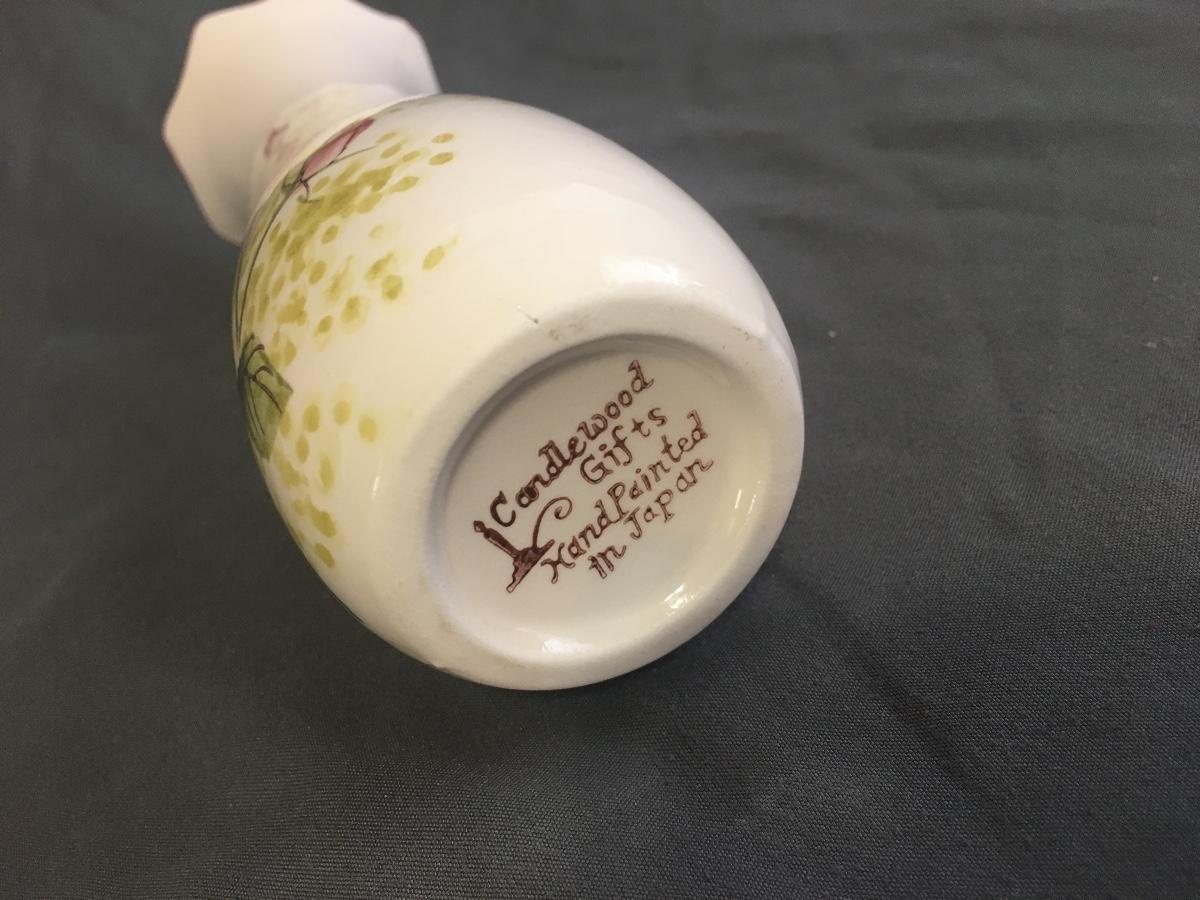 Candlewood
Gifts
Hand Painted
in Japan